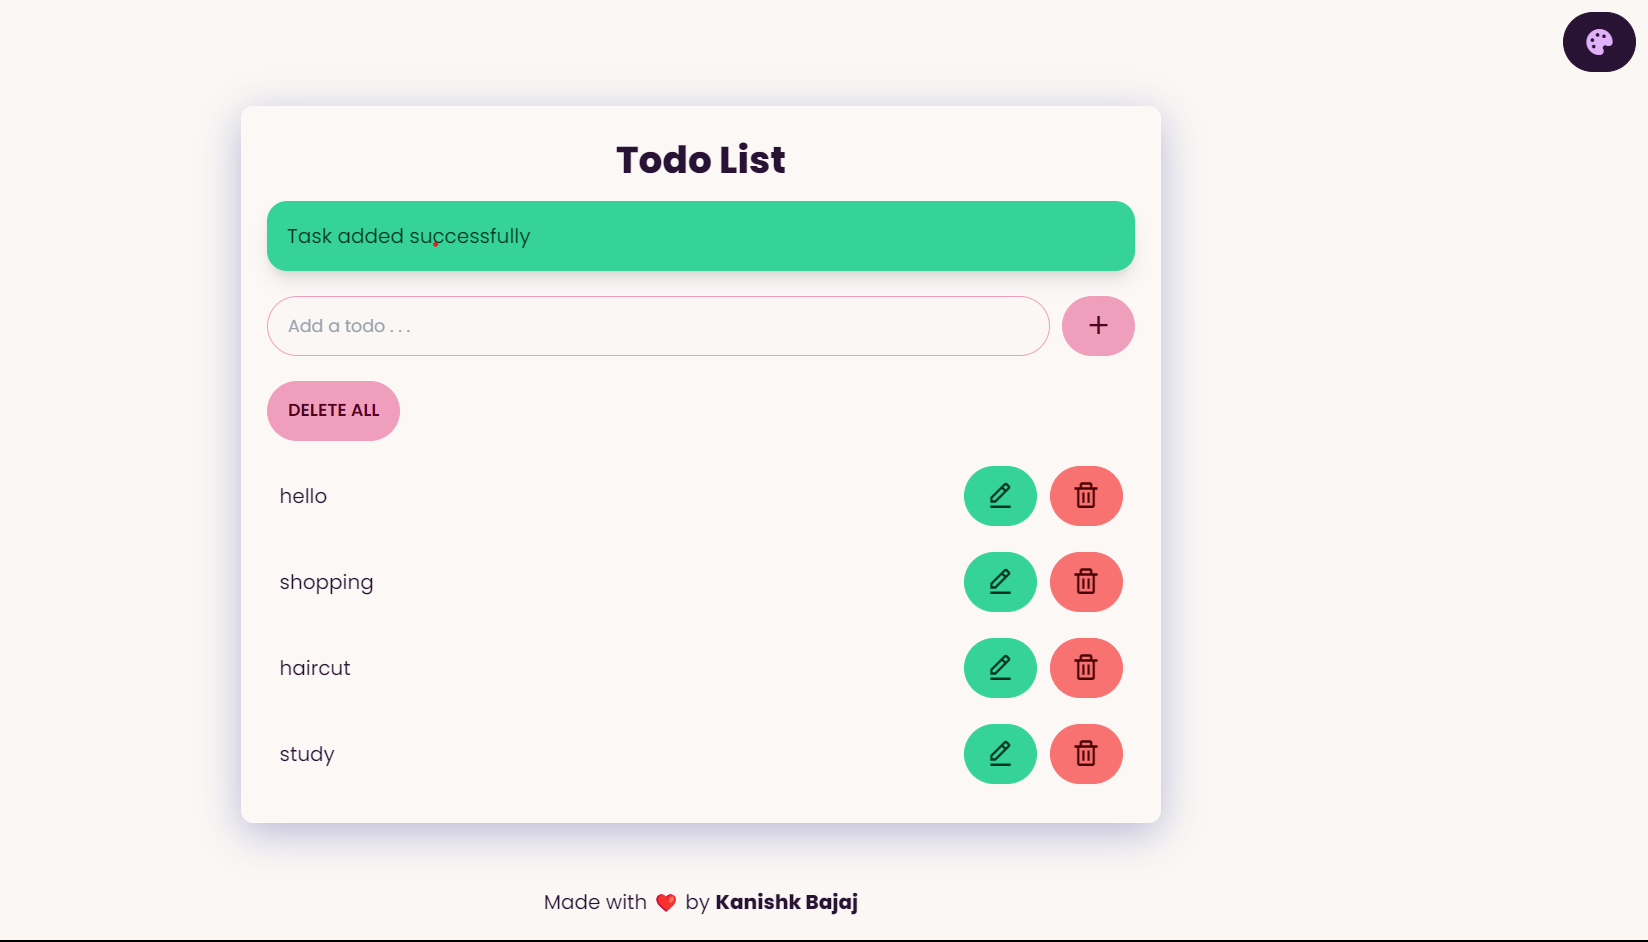 Todo List
Task added successfully
Add a todo . . .
DELETE ALL
hello
shopping
haircut
study
Made with ❤️ by Kanishk Bajaj